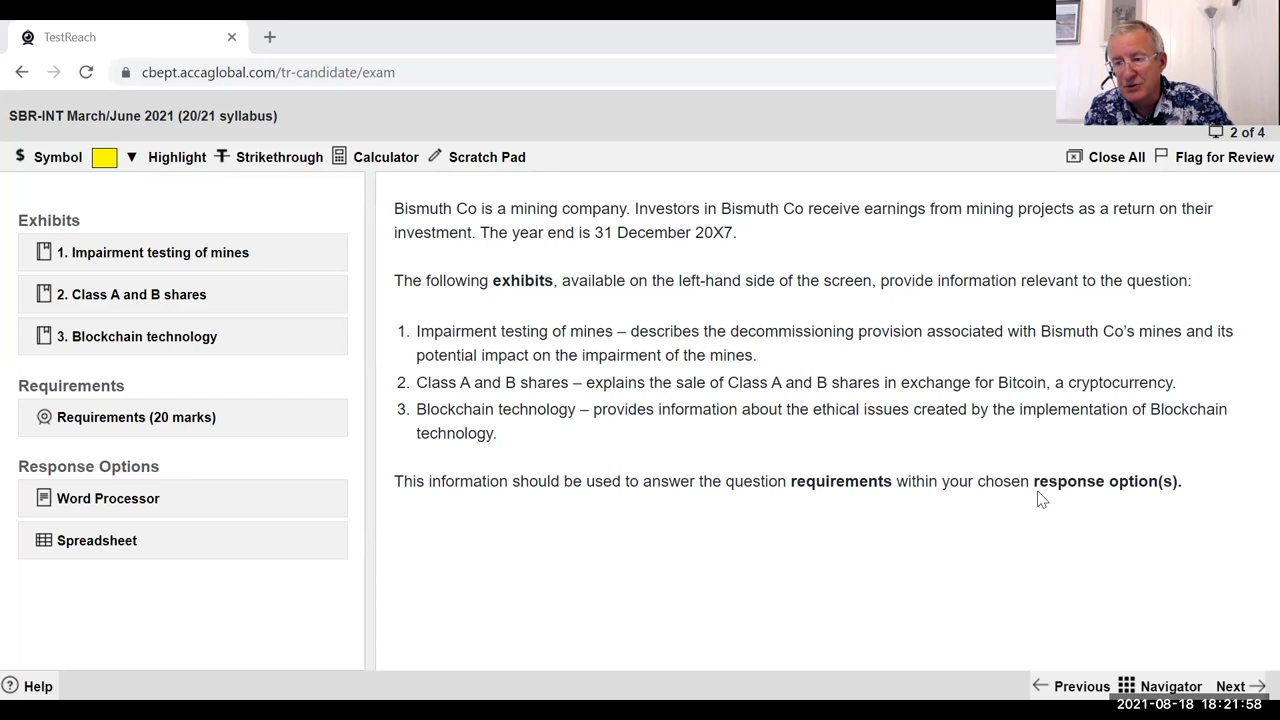 TestReach
cbept.accaglobal.com/tr-candidate/exam
SBR-INT March/June 2021 (20/21 syllabus)
2 of 4
$ Symbol Highlight Strikethrough Calculator Scratch Pad Close All Flag for Review
Exhibits
1. Impairment testing of mines
2. Class A and B shares
3. Blockchain technology
Requirements
Requirements (20 marks)
Response Options
Word Processor
Spreadsheet
Bismuth Co is a mining company. Investors in Bismuth Co receive earnings from mining projects as a return on their
investment. The year end is 31 December 20X7.
The following exhibits, available on the left-hand side of the screen, provide information relevant to the question:
1. Impairment testing of mines – describes the decommissioning provision associated with Bismuth Co's mines and its
potential impact on the impairment of the mines.
2. Class A and B shares – explains the sale of Class A and B shares in exchange for Bitcoin, a cryptocurrency.
3. Blockchain technology – provides information about the ethical issues created by the implementation of Blockchain
technology.
This information should be used to answer the question requirements within your chosen response option(s).
? Help
Previous Navigator Next
2021-08-18 18:21:58